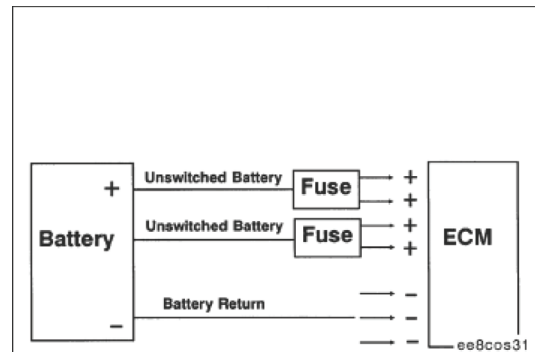 Unswitched Battery
Fuse
+
+
+
Unswitched Battery
Fuse
+
+
Battery
ECM
Battery Return
-
-
-
-
ee8cos31